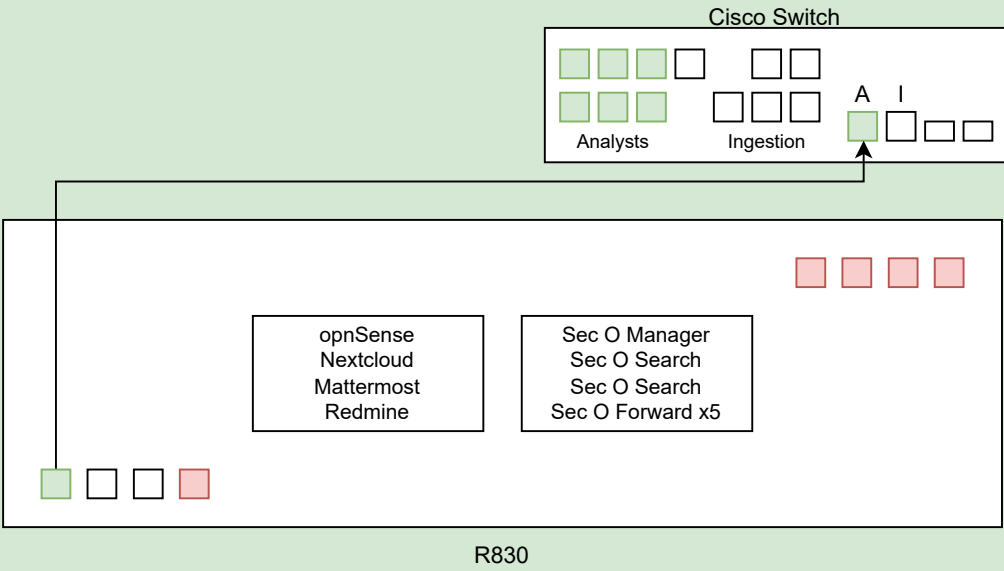 Cisco Switch
A I
Analysts
Ingestion
opnSense
Nextcloud
Mattermost
Redmine
Sec O Manager
Sec O Search
Sec O Search
Sec O Forward x5
R830